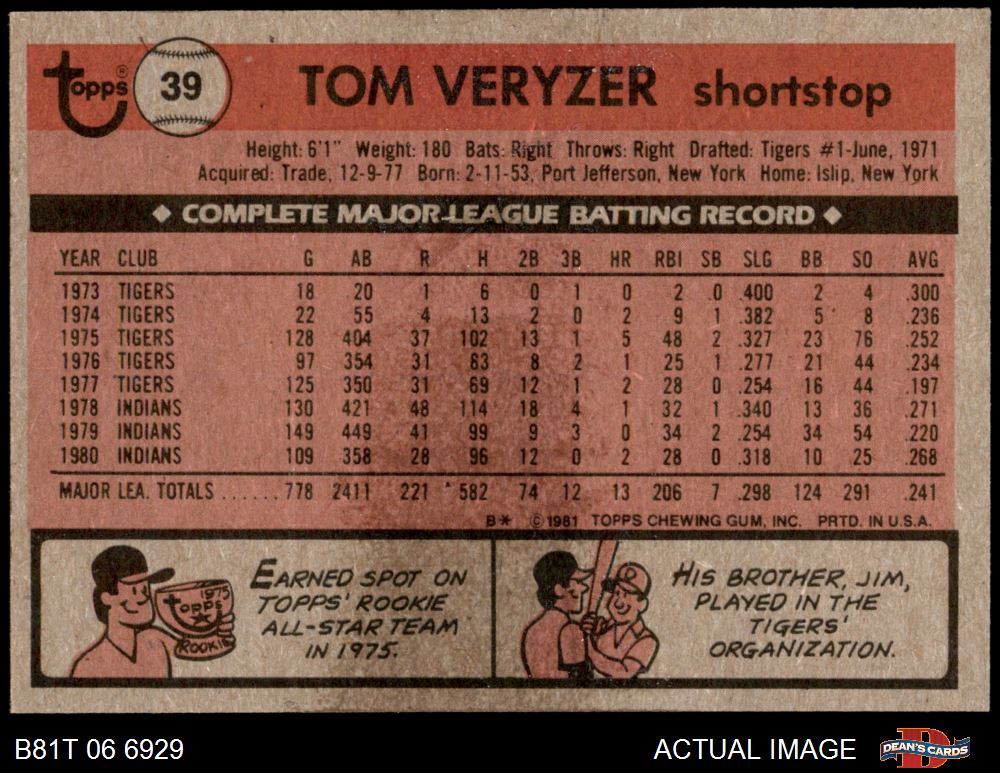 Topps® 39 TOM VERYZER shortstop
Height: 6'1" Weight: 180 Bats: Right Throws: Right Drafted: Tigers #1-June, 1971
Acquired: Trade, 12-9-77 Born: 2-11-53, Port Jefferson, New York Home: Islip, New York
◆ COMPLETE MAJOR LEAGUE BATTING RECORD ◆
YEAR CLUB G AB R H 2B 3B HR RBI SB SLG BB SO AVG
1973 TIGERS 18 20 1 6 0 1 0 2 0 .400 2 4 .300
1974 TIGERS 22 55 4 13 2 0 2 9 1 .382 5 8 .236
1975 TIGERS 128 404 37 102 13 1 5 48 2 .327 23 76 .252
1976 TIGERS 97 354 31 83 8 2 1 25 1 .277 21 44 .234
1977 TIGERS 125 350 31 69 12 1 2 28 0 .254 16 44 .197
1978 INDIANS 130 421 48 114 18 4 1 32 1 .340 13 36 .271
1979 INDIANS 149 449 41 99 9 3 0 34 2 .254 34 54 .220
1980 INDIANS 109 358 28 96 12 0 2 28 0 .318 10 25 .268
MAJOR LEA. TOTALS ...... 778 2411 221 582 74 12 13 206 7 .298 124 291 .241
B* ©1981 TOPPS CHEWING GUM, INC. PRTD. IN U.S.A.
1975
Topps
ROOKIE
EARNED SPOT ON
TOPPS' ROOKIE
ALL-STAR TEAM
IN 1975.
D
HIS BROTHER, JIM,
PLAYED IN THE
TIGERS'
ORGANIZATION.
B81T 06 6929 ACTUAL IMAGE DEAN'S CARDS